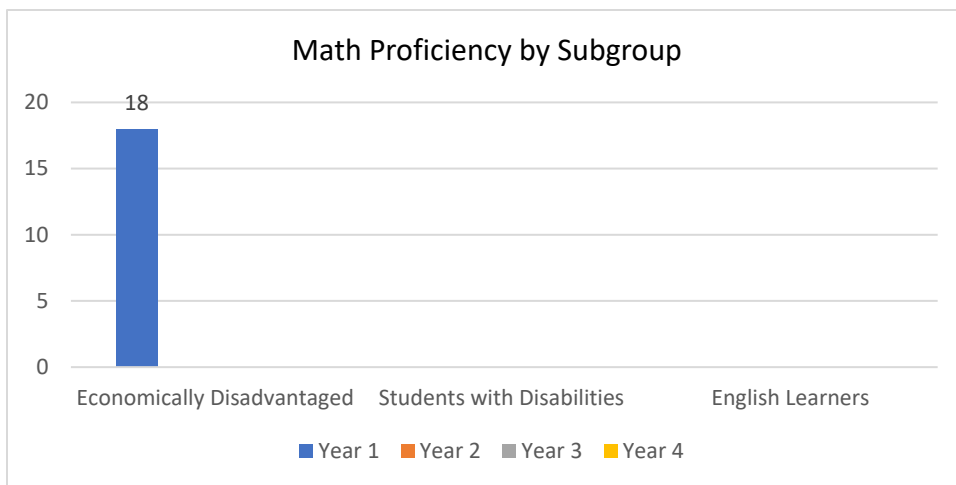 Math Proficiency by Subgroup
20
18
15
10
5
0
Economically Disadvantaged Students with Disabilities English Learners
Year 1 Year 2 Year 3 Year 4